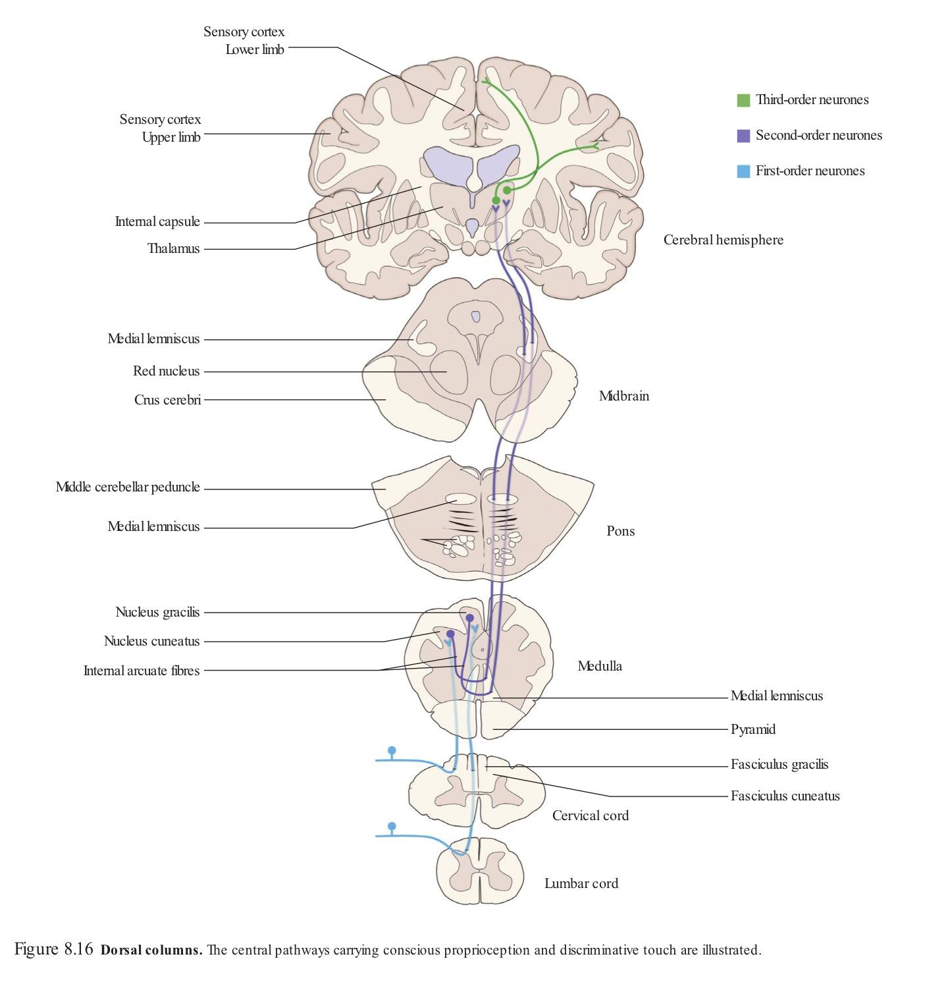 Sensory cortex
Lower limb
Third-order neurones
Sensory cortex
Upper limb
Second-order neurones
First-order neurones
Internal capsule
Cerebral hemisphere
Thalamus
Medial lemniscus
Red nucleus
Crus cerebri
Midbrain
Middle cerebellar peduncle
Medial lemniscus
Pons
Nucleus gracilis
Nucleus cuneatus
Internal arcuate fibres
Medulla
Medial lemniscus
Pyramid
Fasciculus gracilis
Fasciculus cuneatus
Cervical cord
Lumbar cord
Figure 8.16 Dorsal columns. The central pathways carrying conscious proprioception and discriminative touch are illustrated.